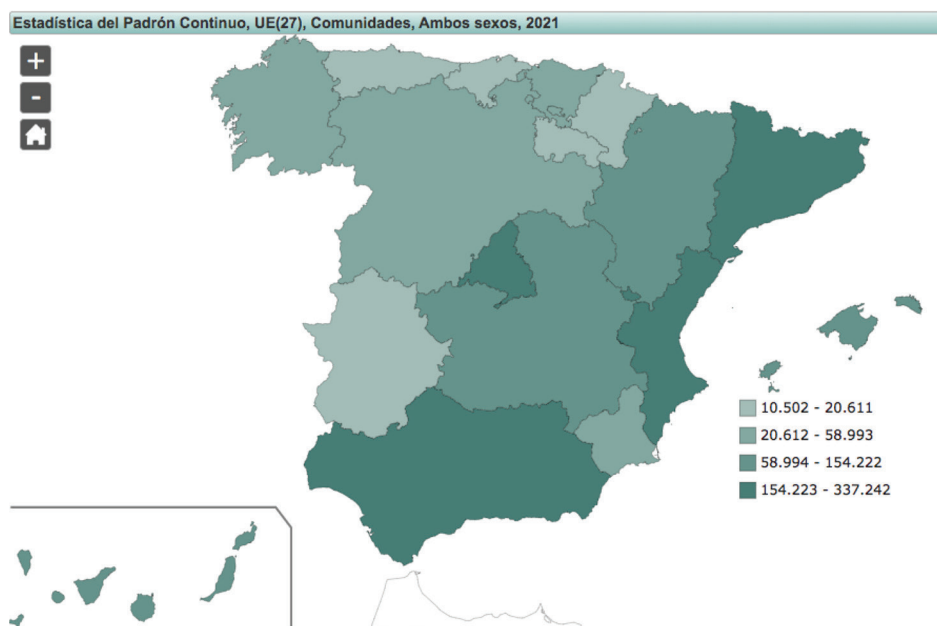 Estadística del Padrón Continuo, UE(27), Comunidades, Ambos sexos, 2021
+
-
10.502 - 20.611
20.612 - 58.993
58.994 - 154.222
154.223 - 337.242